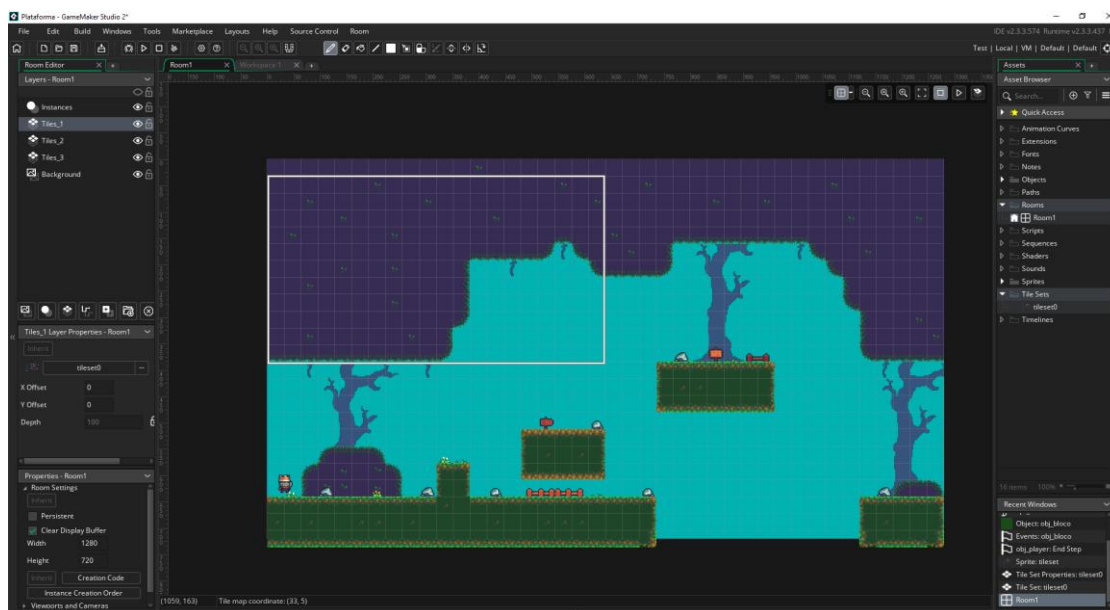 Plataforma - GameMaker Studio 2*
File Edit Build Windows Tools Marketplace Layouts Help Source Control Room
IDE v2.3.3.574 Runtime v2.3.3.437
Test | Local | VM | Default | Default
Room Editor
Room1
Workspace 1
Assets
Layers - Room1
Asset Browser
Search...
Instances
Tiles_1
Tiles_2
Tiles_3
Background
Quick Access
Animation Curves
Extensions
Fonts
Notes
Objects
Paths
Rooms
Room1
Scripts
Sequences
Shaders
Sounds
Sprites
Tile Sets
tileset0
Timelines
Tiles_1 Layer Properties - Room1
Inherit
tileset0
X Offset 0
Y Offset 0
Depth 100
Properties - Room1
Room Settings
Inherit
Persistent
Clear Display Buffer
Width 1280
Height 720
Inherit Creation Code
Instance Creation Order
Viewports and Cameras
16 items 100%
Recent Windows
Object: obj_bloco
Events: obj_bloco
obj_player: End Step
Sprite: tileset
Tile Set Properties: tileset0
Tile Set: tileset0
Room1
(1059, 163) Tile map coordinate: (33, 5)